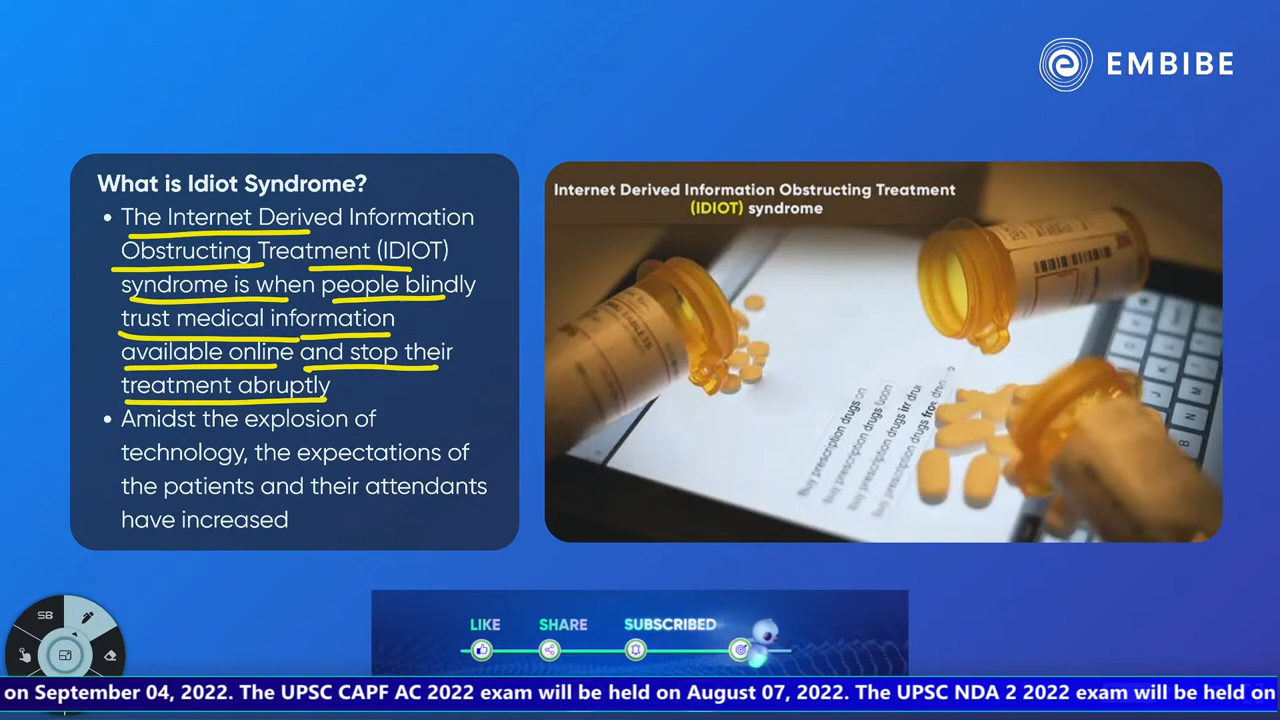 EMBIBE
What is Idiot Syndrome?
• The Internet Derived Information
Obstructing Treatment (IDIOT)
syndrome is when people blindly
trust medical information
available online and stop their
treatment abruptly
• Amidst the explosion of
technology, the expectations of
the patients and their attendants
have increased
Internet Derived Information Obstructing Treatment
(IDIOT) syndrome
Buy prescription drugs on
Buy prescription drugs
Buy prescription drugs
Buy prescription drugs
SB
LIKE SHARE SUBSCRIBED
on September 04, 2022. The UPSC CAPF AC 2022 exam will be held on August 07, 2022. The UPSC NDA 2 2022 exam will be held on